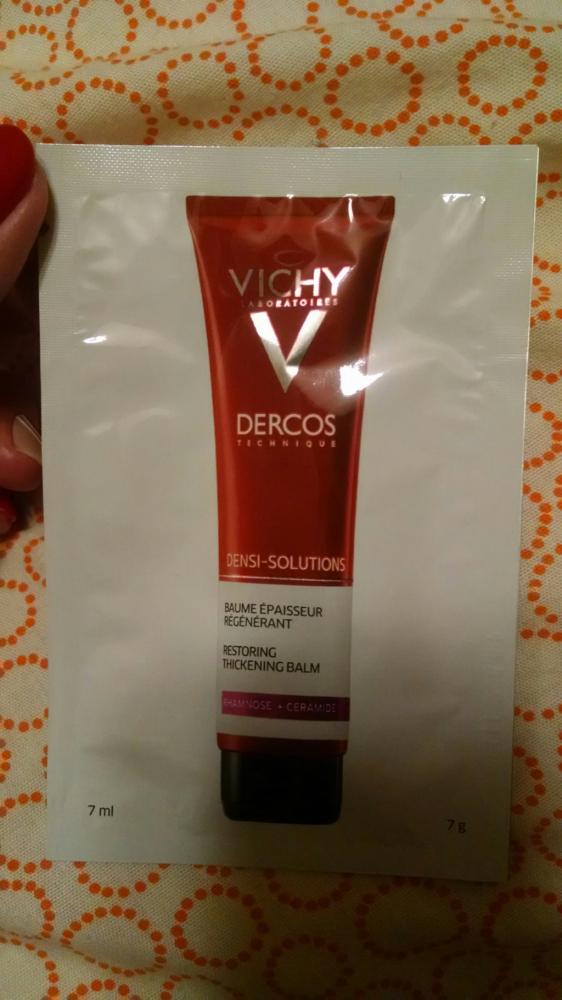 VICHY
LABORATOIRES
V
DERCOS
TECHNIQUE
DENSI-SOLUTIONS
BAUME ÉPAISSEUR
RÉGÉNÉRANT
RESTORING
THICKENING BALM
RHAMNOSE + CERAMIDE
7 ml
7 g